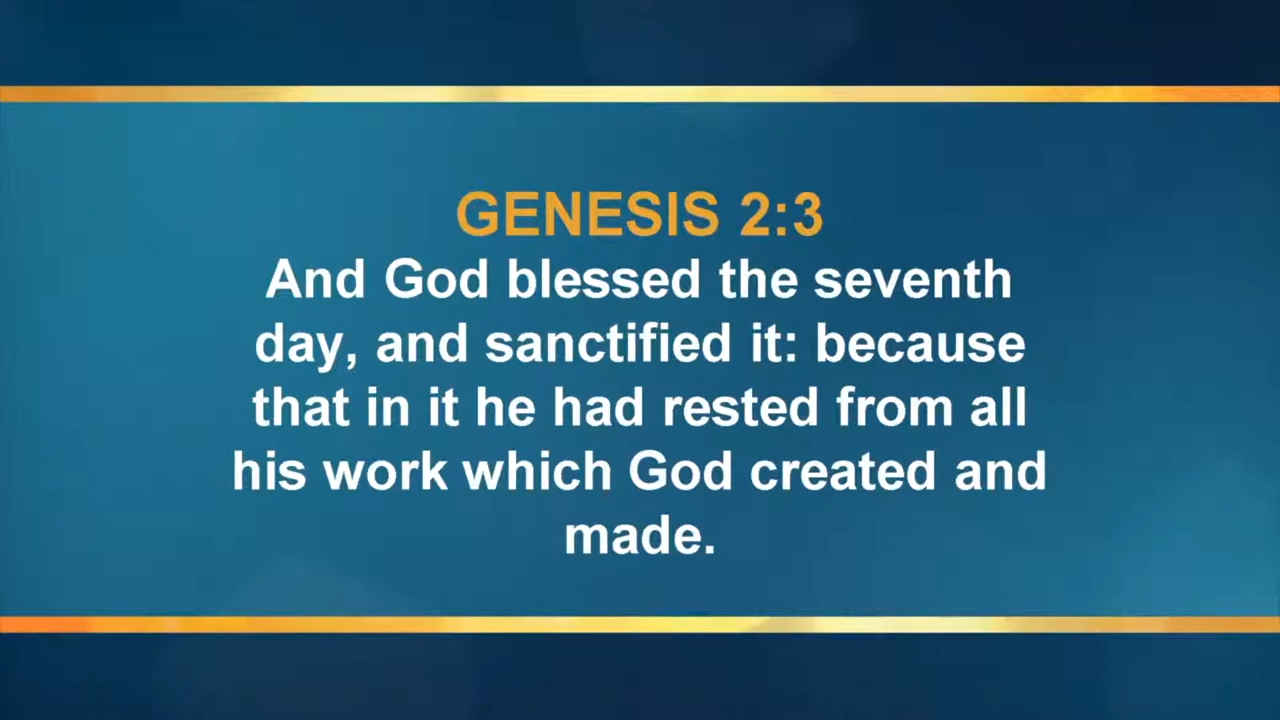 GENESIS 2:3
And God blessed the seventh
day, and sanctified it: because
that in it he had rested from all
his work which God created and
made.